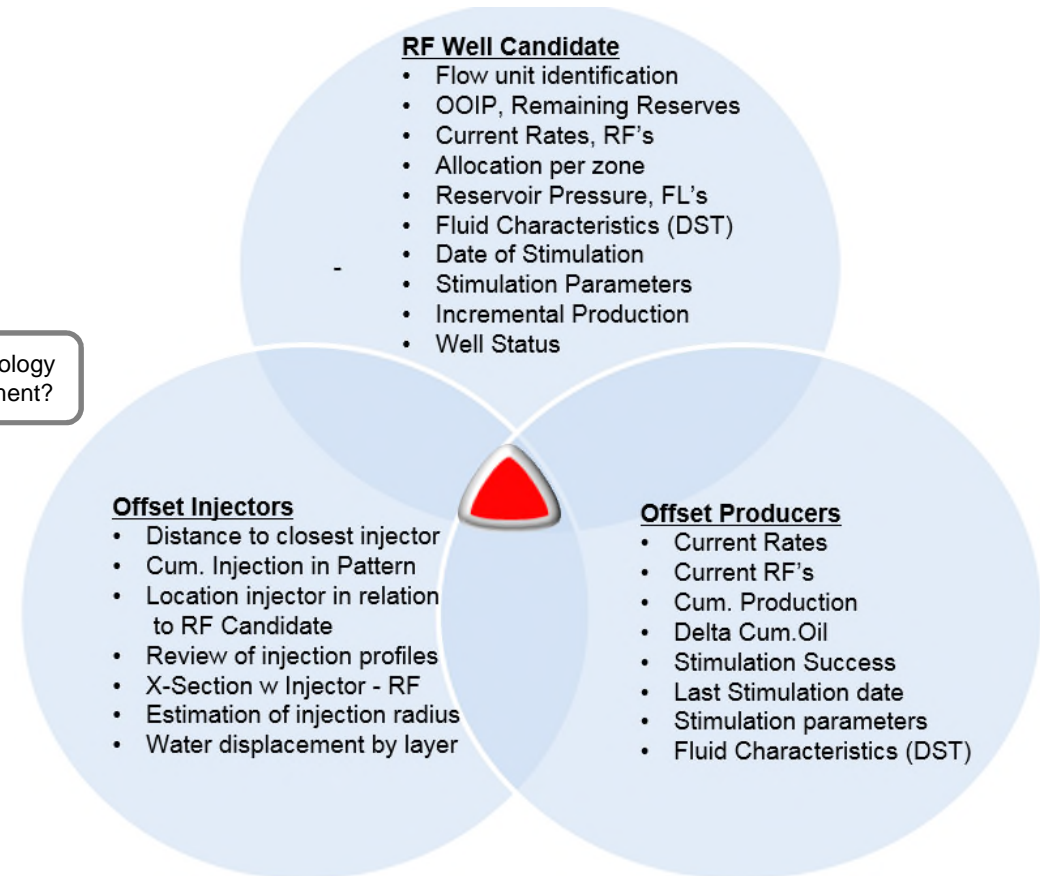 RF Well Candidate
• Flow unit identification
• OOIP, Remaining Reserves
• Current Rates, RF's
• Allocation per zone
• Reservoir Pressure, FL's
• Fluid Characteristics (DST)
• Date of Stimulation
-
• Stimulation Parameters
• Incremental Production
• Well Status
ology
nent?
Offset Injectors
• Distance to closest injector
• Cum. Injection in Pattern
• Location injector in relation
to RF Candidate
• Review of injection profiles
• X-Section w Injector - RF
• Estimation of injection radius
• Water displacement by layer
Offset Producers
• Current Rates
• Current RF's
• Cum. Production
• Delta Cum.Oil
• Stimulation Success
• Last Stimulation date
• Stimulation parameters
• Fluid Characteristics (DST)